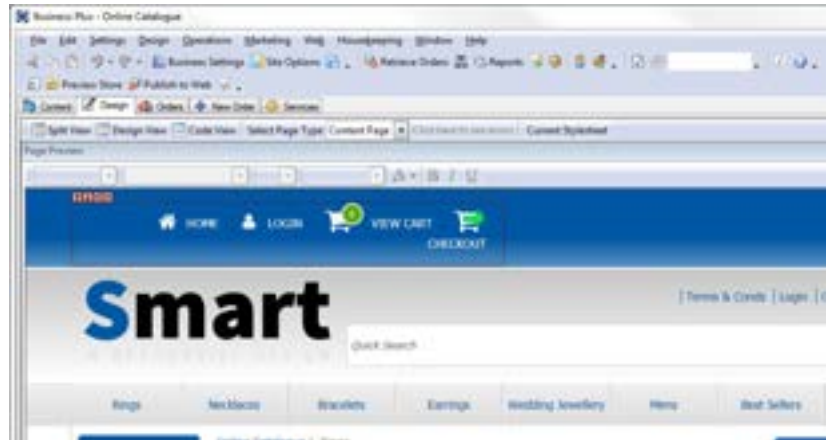 Business Plus - Online Catalogue
File Edit Settings Design Operations Marketing Web Housekeeping Window Help
Business Settings Site Options Retrieve Orders Reports
Preview Store Publish to Web
Content Design Orders New Order Services
Split View Design View Code View Select Page Type: Content Page Current Stylesheet
Page Preview
B I U
HOME LOGIN 0 VIEW CART
CHECKOUT
Smart
| Terms & Conds | Login |
Quick Search
Rings Necklaces Bracelets Earrings Wedding Jewellery Mens Best Sellers